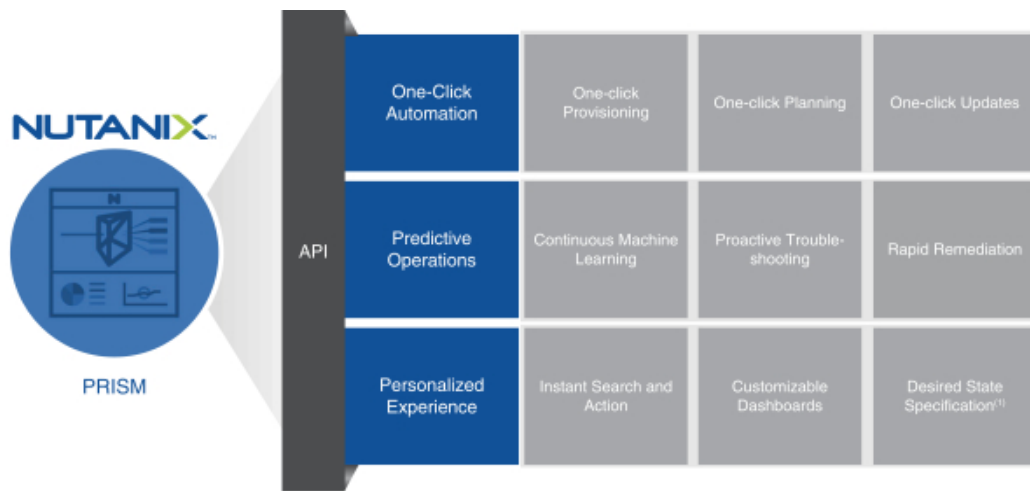 NUTANIX™
PRISM
API
One-Click
Automation
One-click
Provisioning
One-click Planning
One-click Updates
Predictive
Operations
Continuous Machine
Learning
Proactive Trouble-
shooting
Rapid Remediation
Personalized
Experience
Instant Search and
Action
Customizable
Dashboards
Desired State
Specification(1)